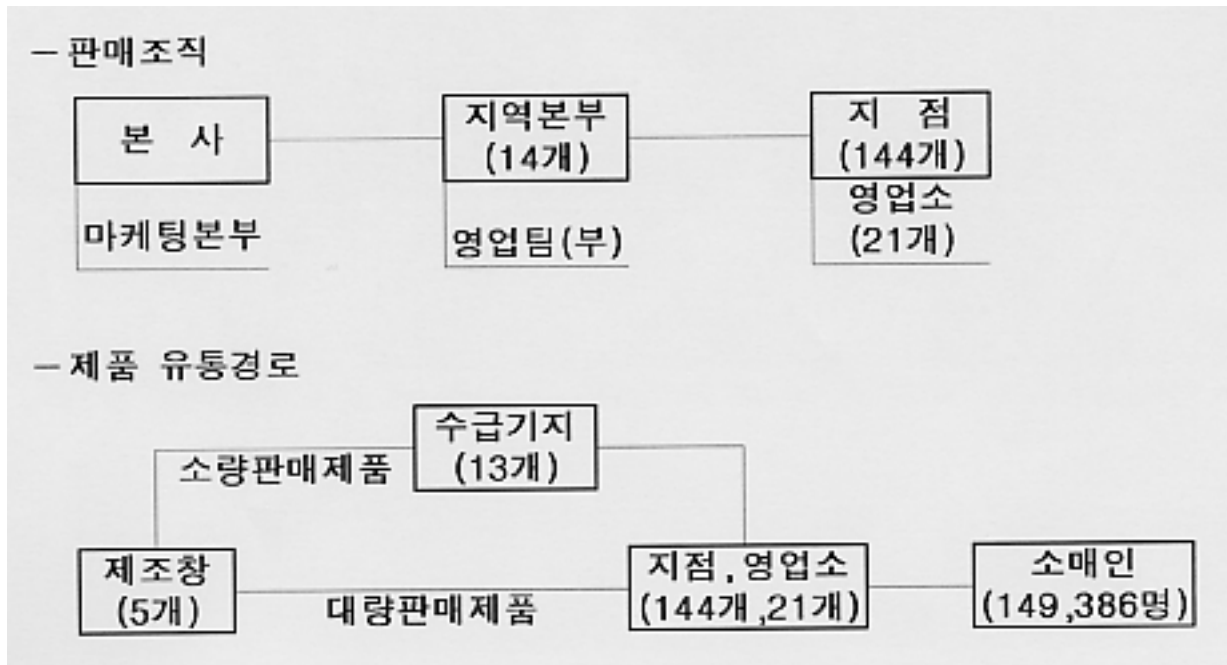 - 판매조직
본 사
지역본부
(14개)
지 점
(144개)
마케팅본부
영업팀(부)
영업소
(21개)
- 제품 유통경로
수급기지
(13개)
소량판매제품
제조창
(5개)
대량판매제품
지점,영업소
(144개,21개)
소매인
(149,386명)